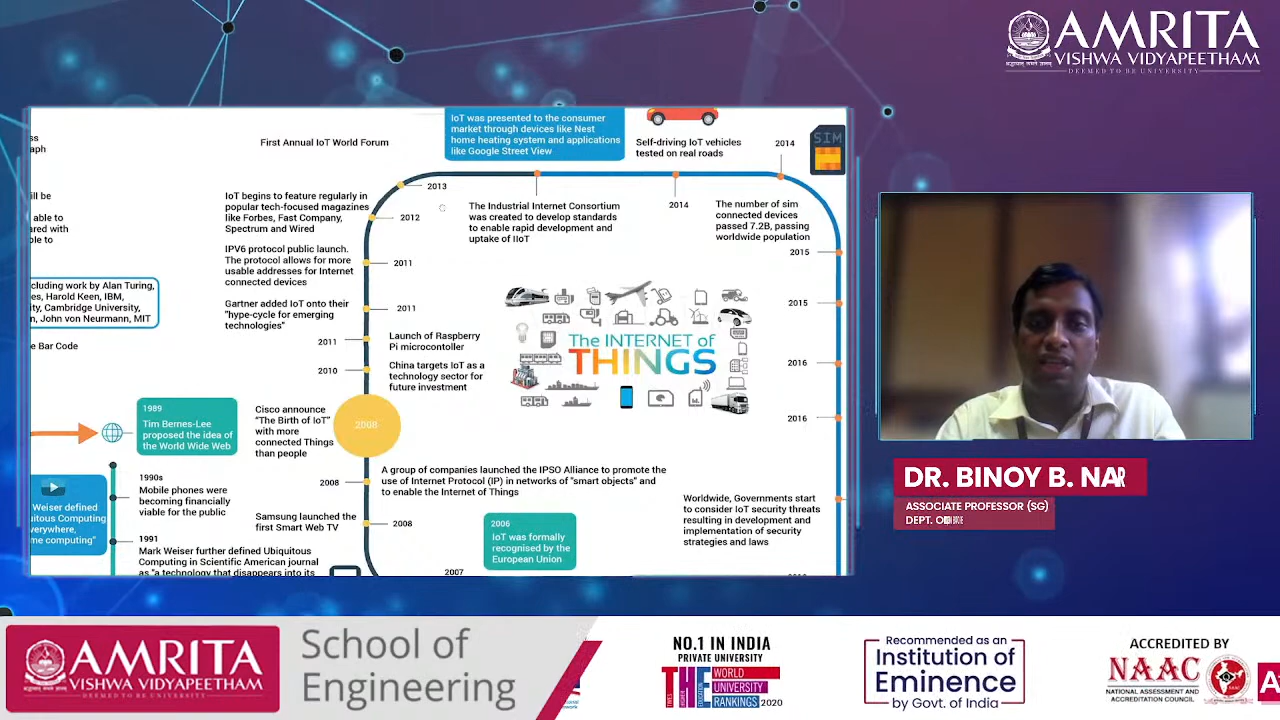 AMRITA
VISHWA VIDYAPEETHAM
DEEMED TO BE UNIVERSITY
IoT was presented to the consumer
market through devices like Nest
home heating system and applications
like Google Street View
First Annual IoT World Forum
Self-driving IoT vehicles
tested on real roads
2014
SIM
2013
IoT begins to feature regularly in
popular tech-focused magazines
like Forbes, Fast Company,
Spectrum and Wired
2012
The Industrial Internet Consortium
was created to develop standards
to enable rapid development and
uptake of IIoT
2014
The number of sim
connected devices
passed 7.2B, passing
worldwide population
2015
IPV6 protocol public launch.
The protocol allows for more
usable addresses for Internet
connected devices
2011
Gartner added IoT onto their
"hype-cycle for emerging
technologies"
2011
2015
2011
Launch of Raspberry
Pi microcontoller
2010
China targets IoT as a
technology sector for
future investment
The INTERNET of
THINGS
2016
2016
ss
aph
ill be
able to
ared with
ble to
cluding work by Alan Turing,
es, Harold Keen, IBM,
ity, Cambridge University,
n, John von Neurmann, MIT
e Bar Code
1989
Tim Bernes-Lee
proposed the idea of
the World Wide Web
Cisco announce
"The Birth of IoT"
with more
connected Things
than people
2008
A group of companies launched the IPSO Alliance to promote the
use of Internet Protocol (IP) in networks of "smart objects" and
to enable the Internet of Things
2008
Samsung launched the
first Smart Web TV
2008
2006
IoT was formally
recognised by the
European Union
2007
Worldwide, Governments start
to consider IoT security threats
resulting in development and
implementation of security
strategies and laws
Weiser defined
uitous Computing
verywhere,
me computing"
1990s
Mobile phones were
becoming financially
viable for the public
1991
Mark Weiser further defined Ubiquitous
Computing in Scientific American journal
as "a technology that disappears into its
DR. BINOY B. NAR
ASSOCIATE PROFESSOR (SG)
DEPT. O
AMRITA
VISHWA VIDYAPEETHAM
DEEMED TO BE UNIVERSITY
School of
Engineering
NO.1 IN INDIA
PRIVATE UNIVERSITY
THE
WORLD
UNIVERSITY
RANKINGS 2020
Recommended as an
Institution of
Eminence
by Govt. of India
ACCREDITED BY
NAAC
NATIONAL ASSESSMENT AND
ACCREDITATION COUNCIL
A